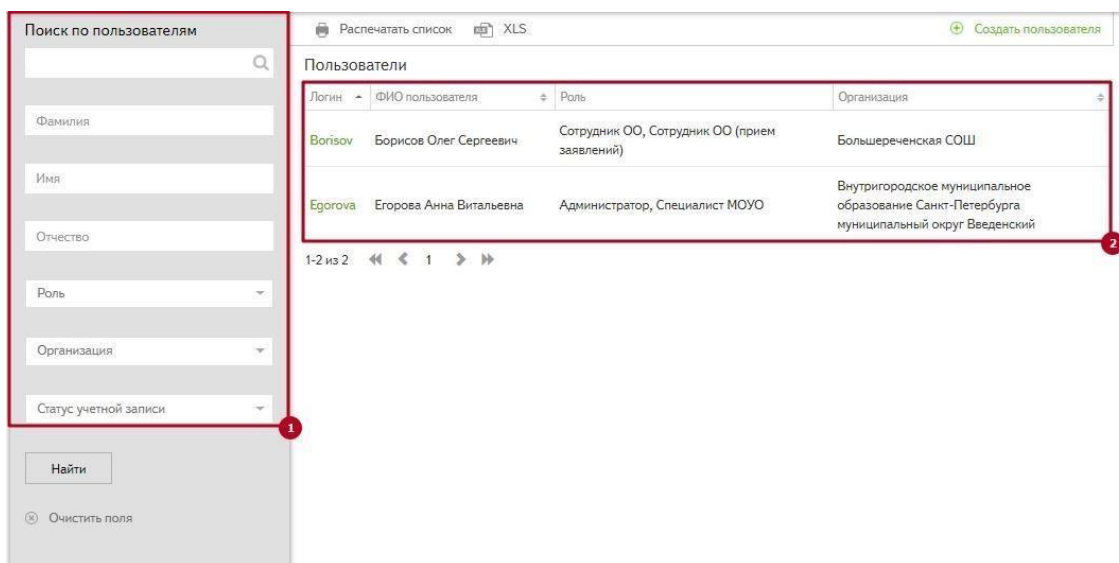 Поиск по пользователям
Фамилия
Имя
Отчество
Роль
Организация
Статус учетной записи
1
Найти
Очистить поля
Распечатать список XLS Создать пользователя
Пользователи
Логин ФИО пользователя Роль Организация
Borisov Борисов Олег Сергеевич Сотрудник ОО, Сотрудник ОО (прием
заявлений) Большереченская СОШ
Egorova Егорова Анна Витальевна Администратор, Специалист МОУО Внутригородское муниципальное
образование Санкт-Петербурга
муниципальный округ Введенский
2
1-2 из 2 1